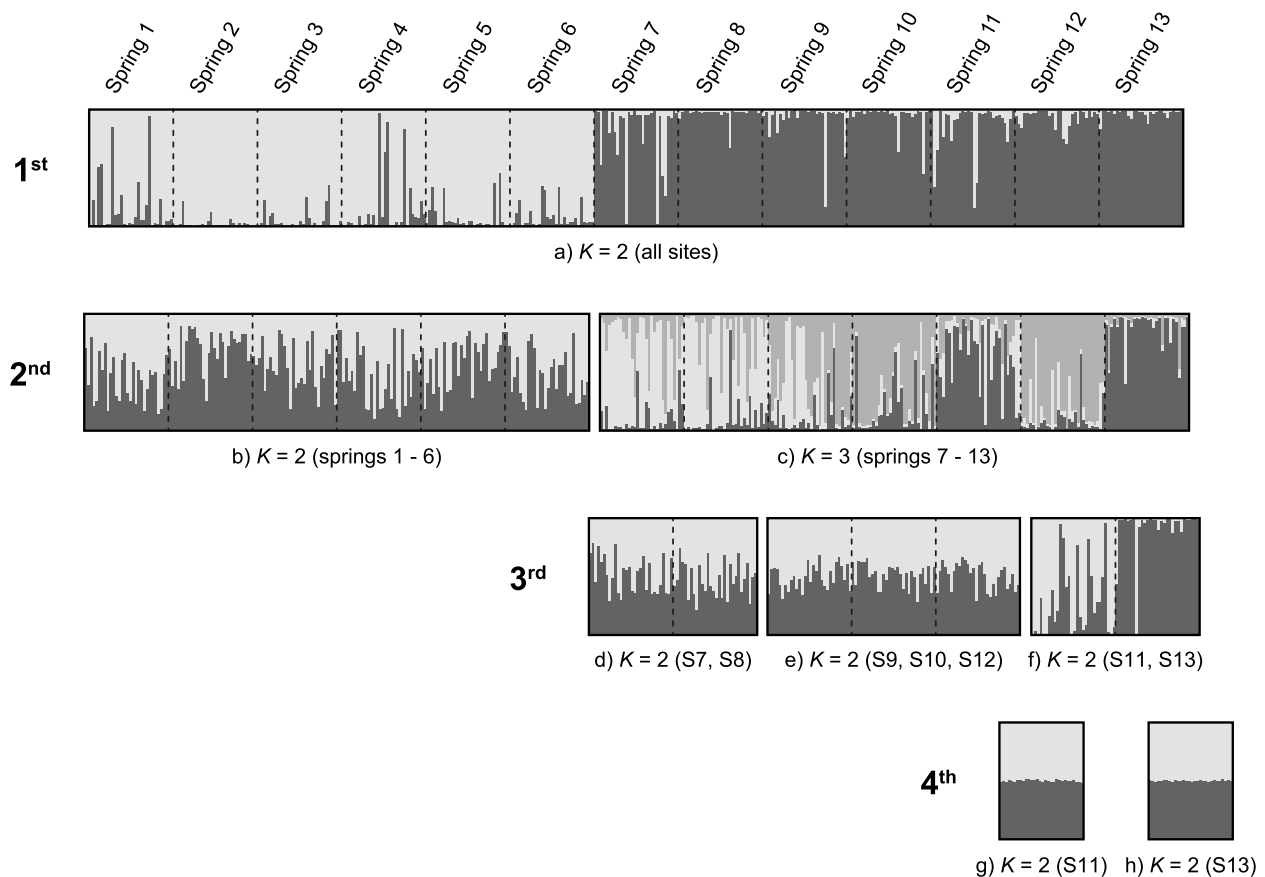 Spring 1 Spring 2 Spring 3 Spring 4 Spring 5 Spring 6 Spring 7 Spring 8 Spring 9 Spring 10 Spring 11 Spring 12 Spring 13
1st
a) K = 2 (all sites)
2nd
b) K = 2 (springs 1 - 6) c) K = 3 (springs 7 - 13)
3rd
d) K = 2 (S7, S8) e) K = 2 (S9, S10, S12) f) K = 2 (S11, S13)
4th
g) K = 2 (S11) h) K = 2 (S13)